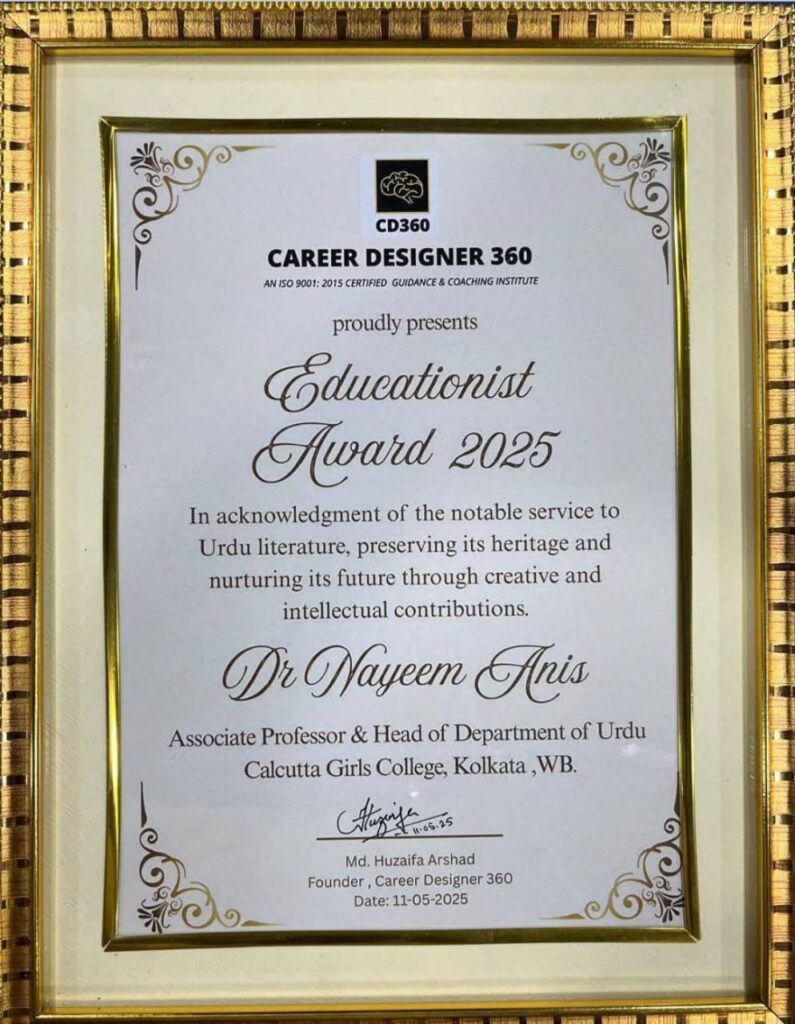 CD360
CAREER DESIGNER 360
AN ISO 9001: 2015 CERTIFIED GUIDANCE & COACHING INSTITUTE
proudly presents
Educationist
Award 2025
In acknowledgment of the notable service to
Urdu literature, preserving its heritage and
nurturing its future through creative and
intellectual contributions.
Dr Nayeem Anis
Associate Professor & Head of Department of Urdu
Calcutta Girls College, Kolkata ,WB.
Huzaifa
11-05-25
Md. Huzaifa Arshad
Founder , Career Designer 360
Date: 11-05-2025